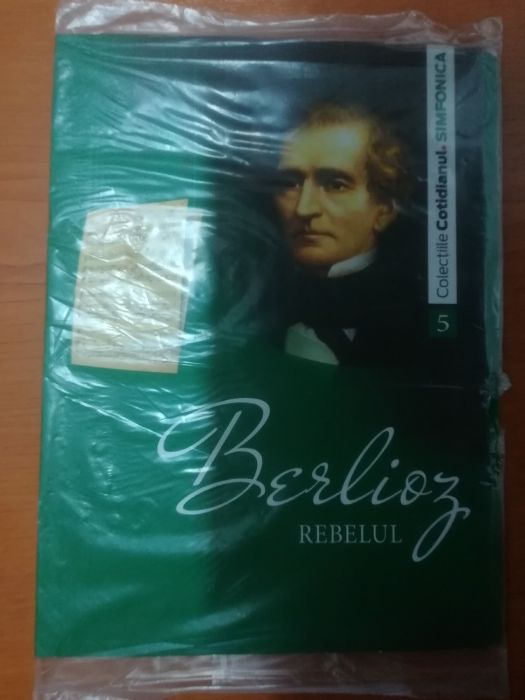 Colecțiile Cotidianul. SIMFONICA
5
Berlioz
REBELUL